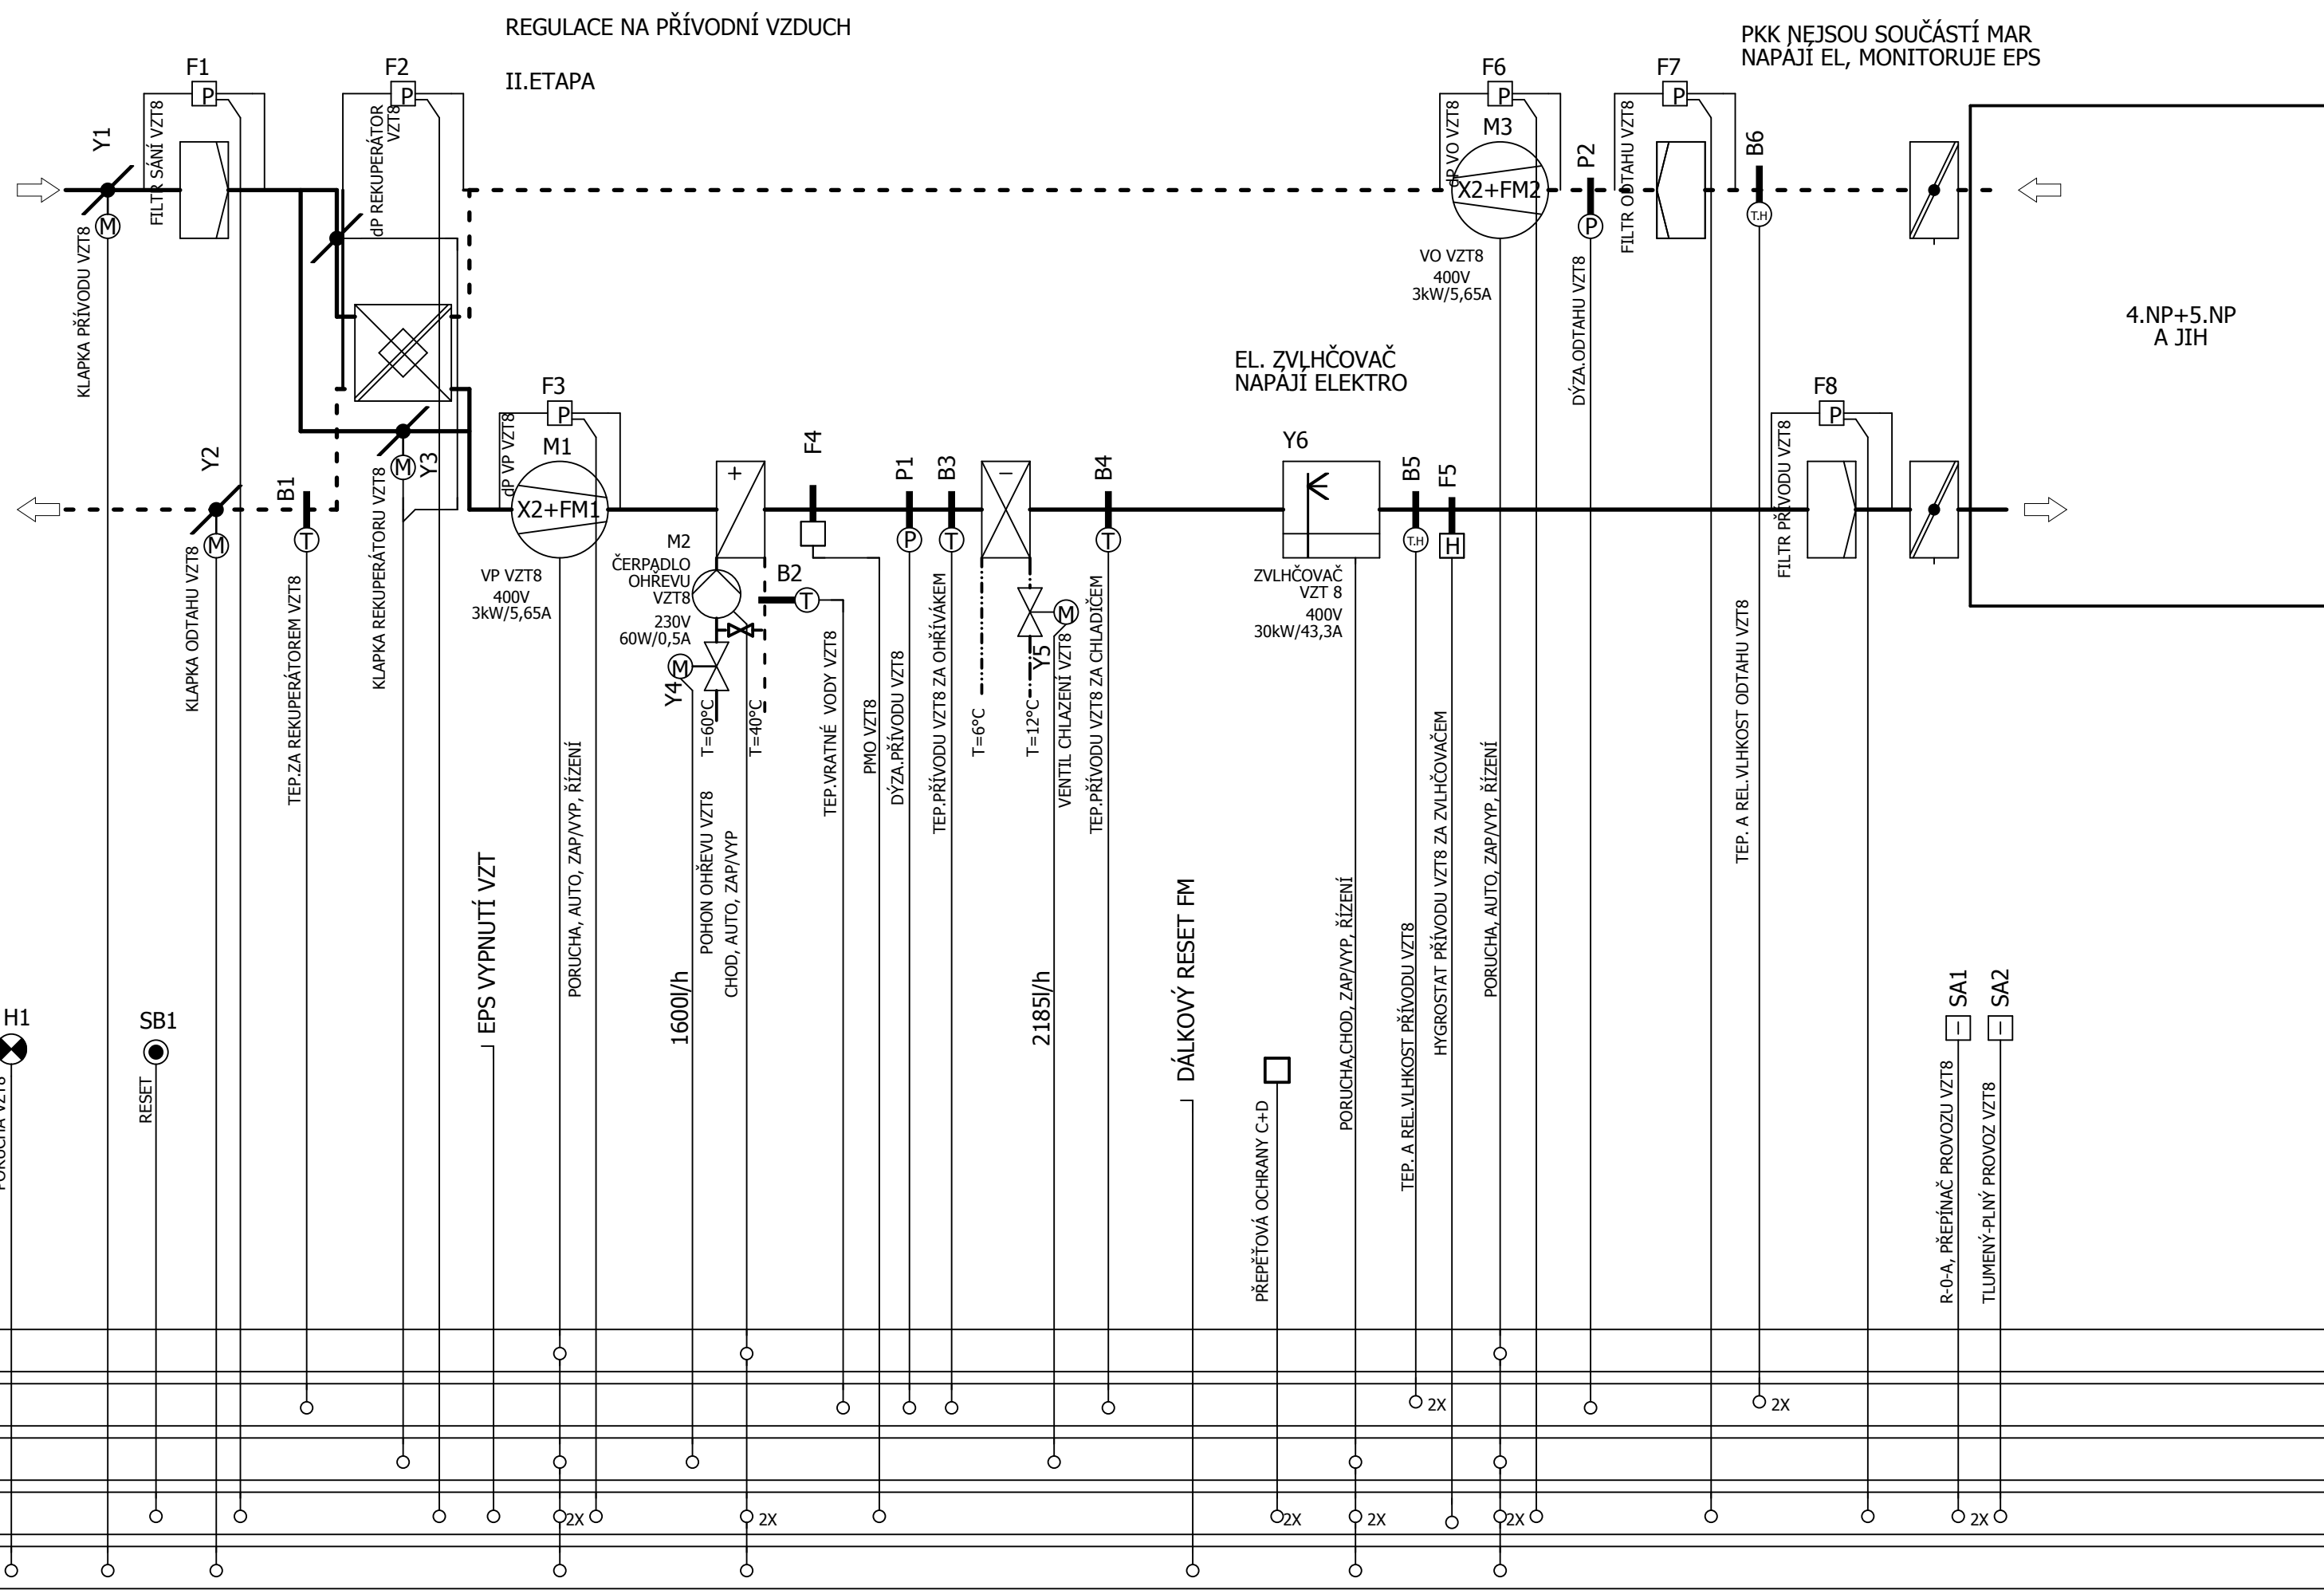 REGULACE NA PŘÍVODNÍ VZDUCH
II.ETAPA
PKK NEJSOU SOUČÁSTÍ MAR
NAPÁJÍ EL, MONITORUJE EPS
F1
P
F2
P
F6
P
F7
P
Y1
M
KLAPKA PŘÍVODU VZT8
FILTR SÁNÍ VZT8
dP REKUPERÁTOR
VZT8
dP VO VZT8
M3
X2+FM2
VO VZT8
400V
3kW/5,65A
P2
P
DÝZA.ODTAHU VZT8
FILTR ODTAHU VZT8
B6
T.H
TEP. A REL.VLHKOST ODTAHU VZT8
4.NP+5.NP
A JIH
EL. ZVLHČOVAČ
NAPÁJÍ ELEKTRO
Y2
M
KLAPKA ODTAHU VZT8
B1
T
TEP.ZA REKUPERÁTOREM VZT8
M
Y3
KLAPKA REKUPERÁTORU VZT8
F3
P
dP VP VZT8
M1
X2+FM1
VP VZT8
400V
3kW/5,65A
PORUCHA, AUTO, ZAP/VYP, ŘÍZENÍ
+
M2
ČERPADLO
OHŘEVU
VZT8
230V
60W/0,5A
B2
T
M
Y4
T=60°C
T=40°C
POHON OHŘEVU VZT8
CHOD, AUTO, ZAP/VYP
1600l/h
TEP.VRATNÉ VODY VZT8
F4
PMO VZT8
P1
P
DÝZA.PŘÍVODU VZT8
B3
T
TEP.PŘÍVODU VZT8 ZA OHŘÍVÁKEM
−
T=6°C
T=12°C
M
Y5
VENTIL CHLAZENÍ VZT8
2185l/h
B4
T
TEP.PŘÍVODU VZT8 ZA CHLADIČEM
Y6
ZVLHČOVAČ
VZT 8
400V
30kW/43,3A
PORUCHA,CHOD, ZAP/VYP, ŘÍZENÍ
B5
T.H
TEP. A REL.VLHKOST PŘÍVODU VZT8
F5
H
HYGROSTAT PŘÍVODU VZT8 ZA ZVLHČOVAČEM
PORUCHA, AUTO, ZAP/VYP, ŘÍZENÍ
F8
P
FILTR PŘÍVODU VZT8
H1
PORUCHA VZT8
SB1
RESET
EPS VYPNUTÍ VZT
DÁLKOVÝ RESET FM
PŘEPĚŤOVÁ OCHRANY C+D
SA1
R-0-A, PŘEPÍNAČ PROVOZU VZT8
SA2
TLUMENÝ-PLNÝ PROVOZ VZT8
2X
2X
2X
2X
2X
2X
2X
2X